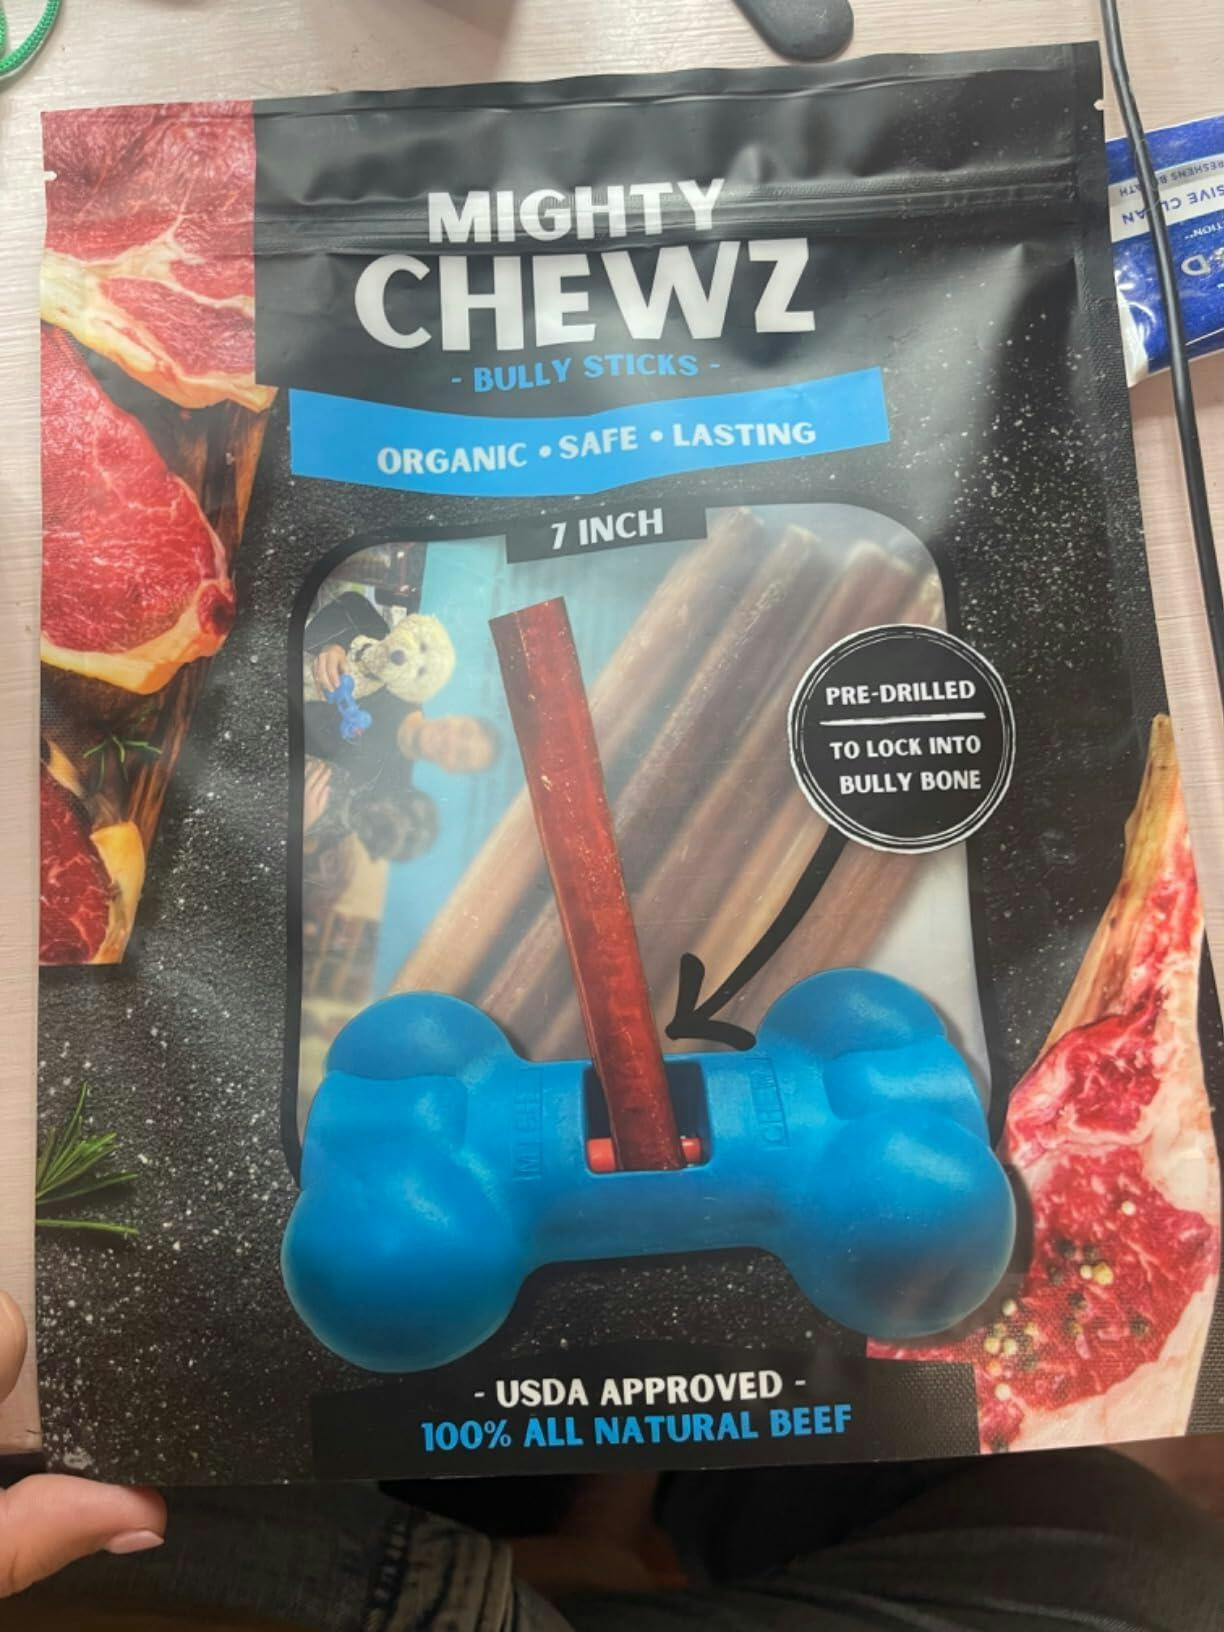 MIGHTY
CHEWZ
- BULLY STICKS -
ORGANIC • SAFE • LASTING
7 INCH
PRE-DRILLED
TO LOCK INTO
BULLY BONE
- USDA APPROVED -
100% ALL NATURAL BEEF